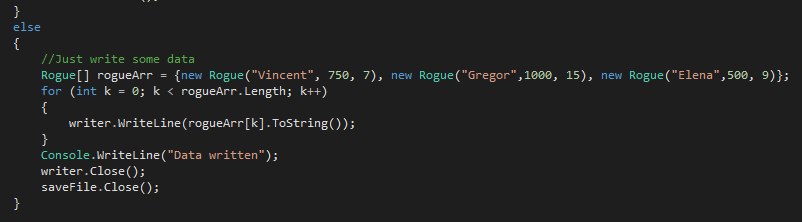 }
else
{
//Just write some data
Rogue[] rogueArr = {new Rogue("Vincent", 750, 7), new Rogue("Gregor",1000, 15), new Rogue("Elena",500, 9)};
for (int k = 0; k < rogueArr.Length; k++)
{
writer.WriteLine(rogueArr[k].ToString());
}
Console.WriteLine("Data written");
writer.Close();
saveFile.Close();
}